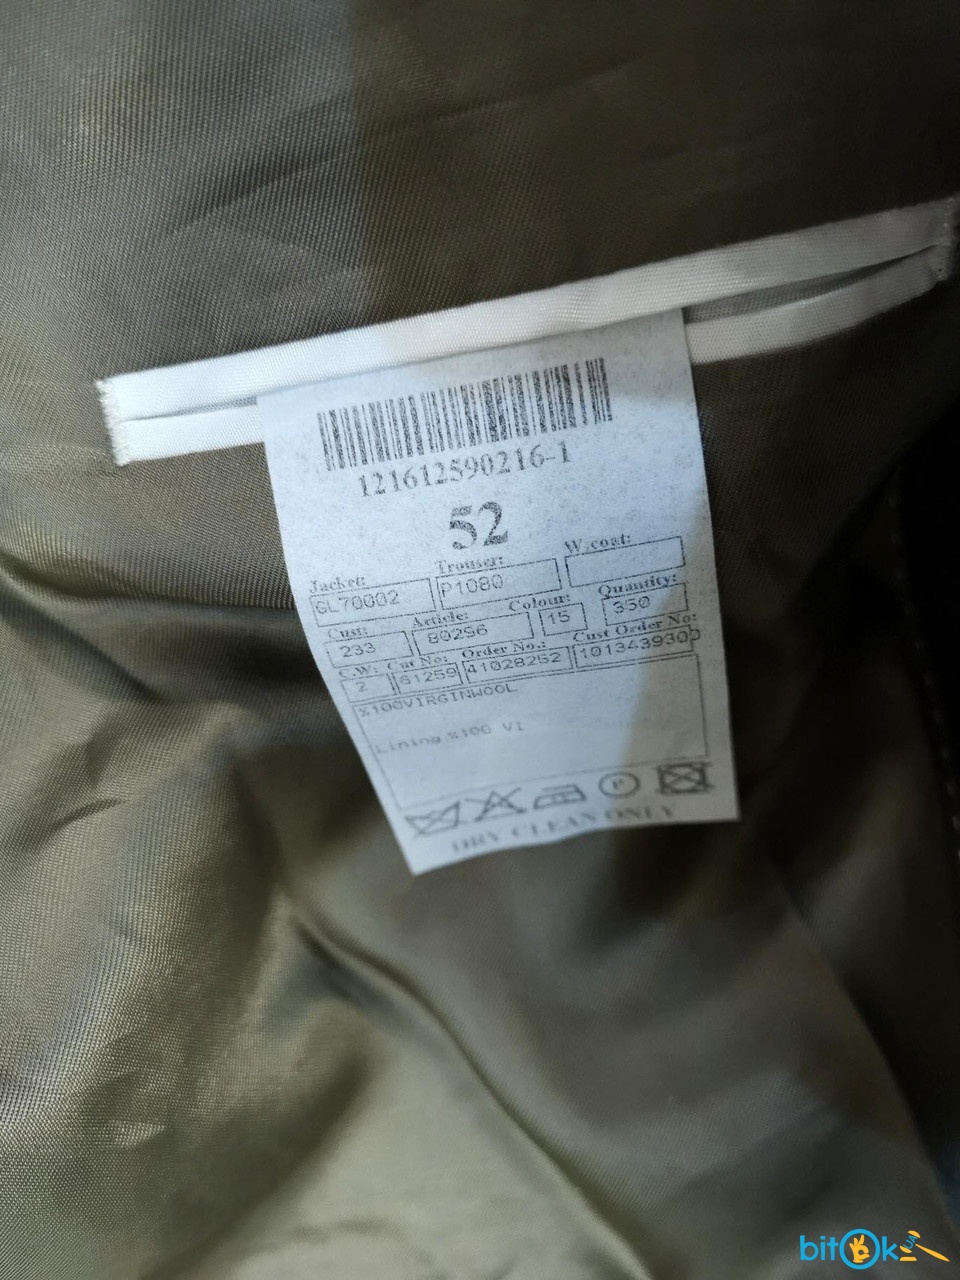 121612590216-1
52
Jacket: Trouser: W.coat:
GL70002 P1080
Article: Colour: Quantity:
Cust: 80296 15 350
233
C.W: Cut No: Order No.: Cust Order No:
2 61259 41028252 1013439300
%100VIRGINWOOL
Lining %100 VI
P
DRY CLEAN ONLY
bitOk